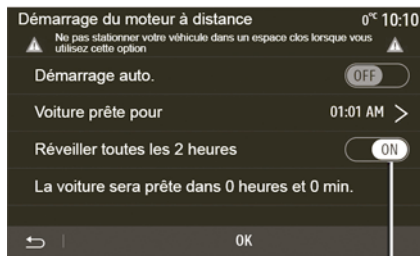 Démarrage du moteur à distance 0°C 10:10
Ne pas stationner votre véhicule dans un espace clos lorsque vous
utilisez cette option
Démarrage auto. OFF
Voiture prête pour 01:01 AM >
Réveiller toutes les 2 heures ON
La voiture sera prête dans 0 heures et 0 min.
OK